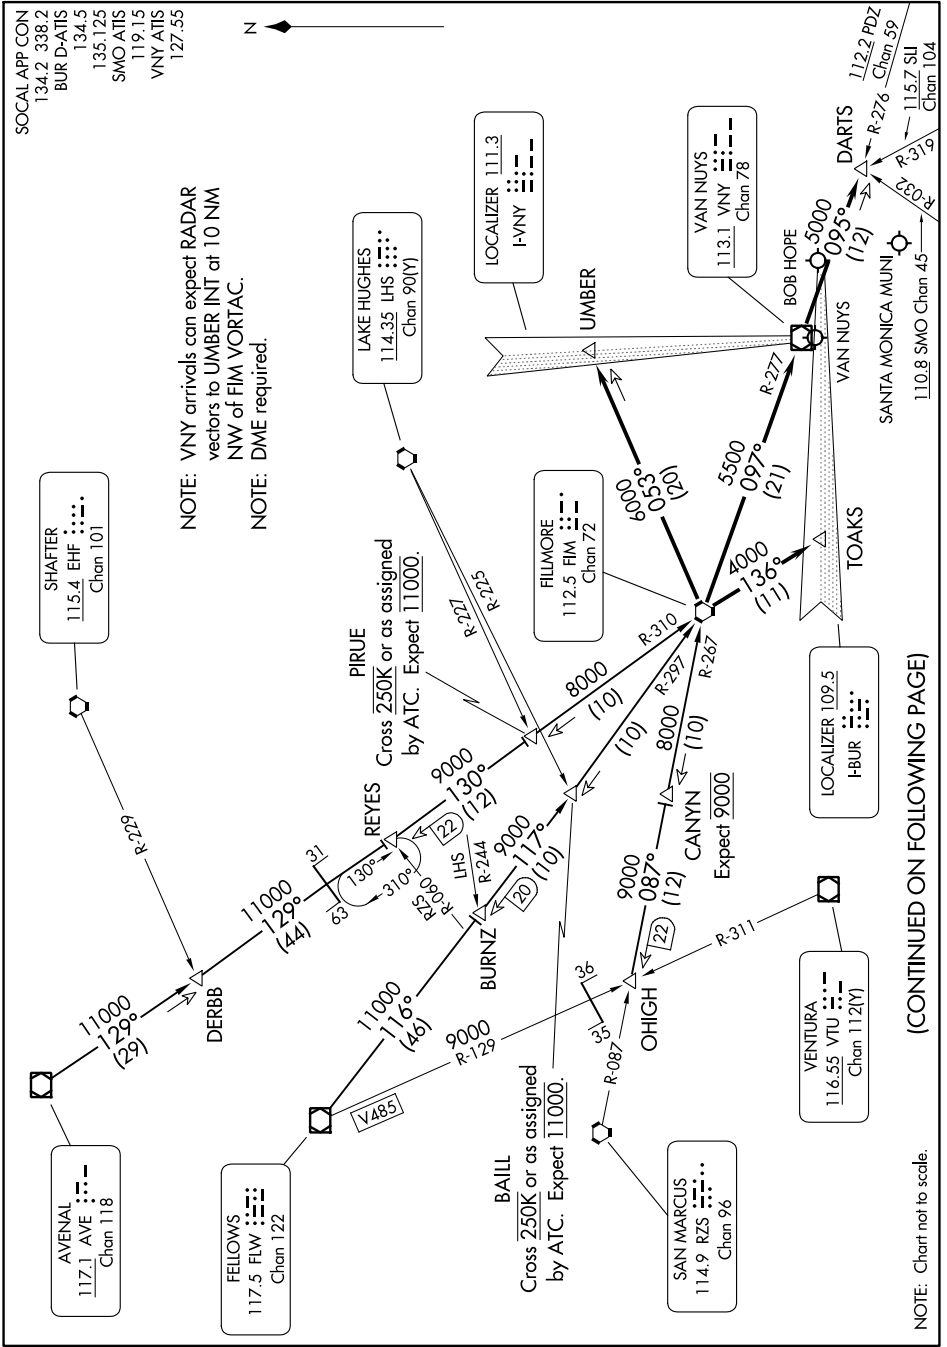 SOCAL APP CON
134.2 338.2
BUR D-ATIS
134.5
135.125
SMO ATIS
119.15
VNY ATIS
127.55
N
NOTE: VNY arrivals can expect RADAR
vectors to UMBER INT at 10 NM
NW of FIM VORTAC.
NOTE: DME required.
SHAFTER
115.4 EHF
Chan 101
LAKE HUGHES
114.35 LHS
Chan 90(Y)
LOCALIZER 111.3
I-VNY
VAN NUYS
113.1 VNY
Chan 78
AVENAL
117.1 AVE
Chan 118
11000
129°
(29)
DERBB
R-229
11000
129°
(44)
31
63
130°
310°
REYES
22
RZS
R-060
9000
130°
(12)
PIRUE
Cross 250K or as assigned
by ATC. Expect 11000.
R-227
R-225
8000
(10)
R-310
FELLOWS
117.5 FLW
Chan 122
11000
116°
(46)
BURNZ
LHS
R-244
20
9000
117°
(10)
(10)
R-297
BAILL
Cross 250K or as assigned
by ATC. Expect 11000.
V485
9000
R-129
36
35
OHIGH
R-087
22
9000
087°
(12)
CANYN
Expect 9000
8000
(10)
R-267
R-311
SAN MARCUS
114.9 RZS
Chan 96
VENTURA
116.55 VTU
Chan 112(Y)
FILLMORE
112.5 FIM
Chan 72
6000
053°
(20)
UMBER
5500
097°
(21)
R-277
4000
136°
(11)
TOAKS
LOCALIZER 109.5
I-BUR
BOB HOPE
VAN NUYS
5000
095°
(12)
DARTS
R-276
112.2 PDZ
Chan 59
R-319
115.7 SLI
Chan 104
R-032
SANTA MONICA MUNI
110.8 SMO Chan 45
(CONTINUED ON FOLLOWING PAGE)
NOTE: Chart not to scale.